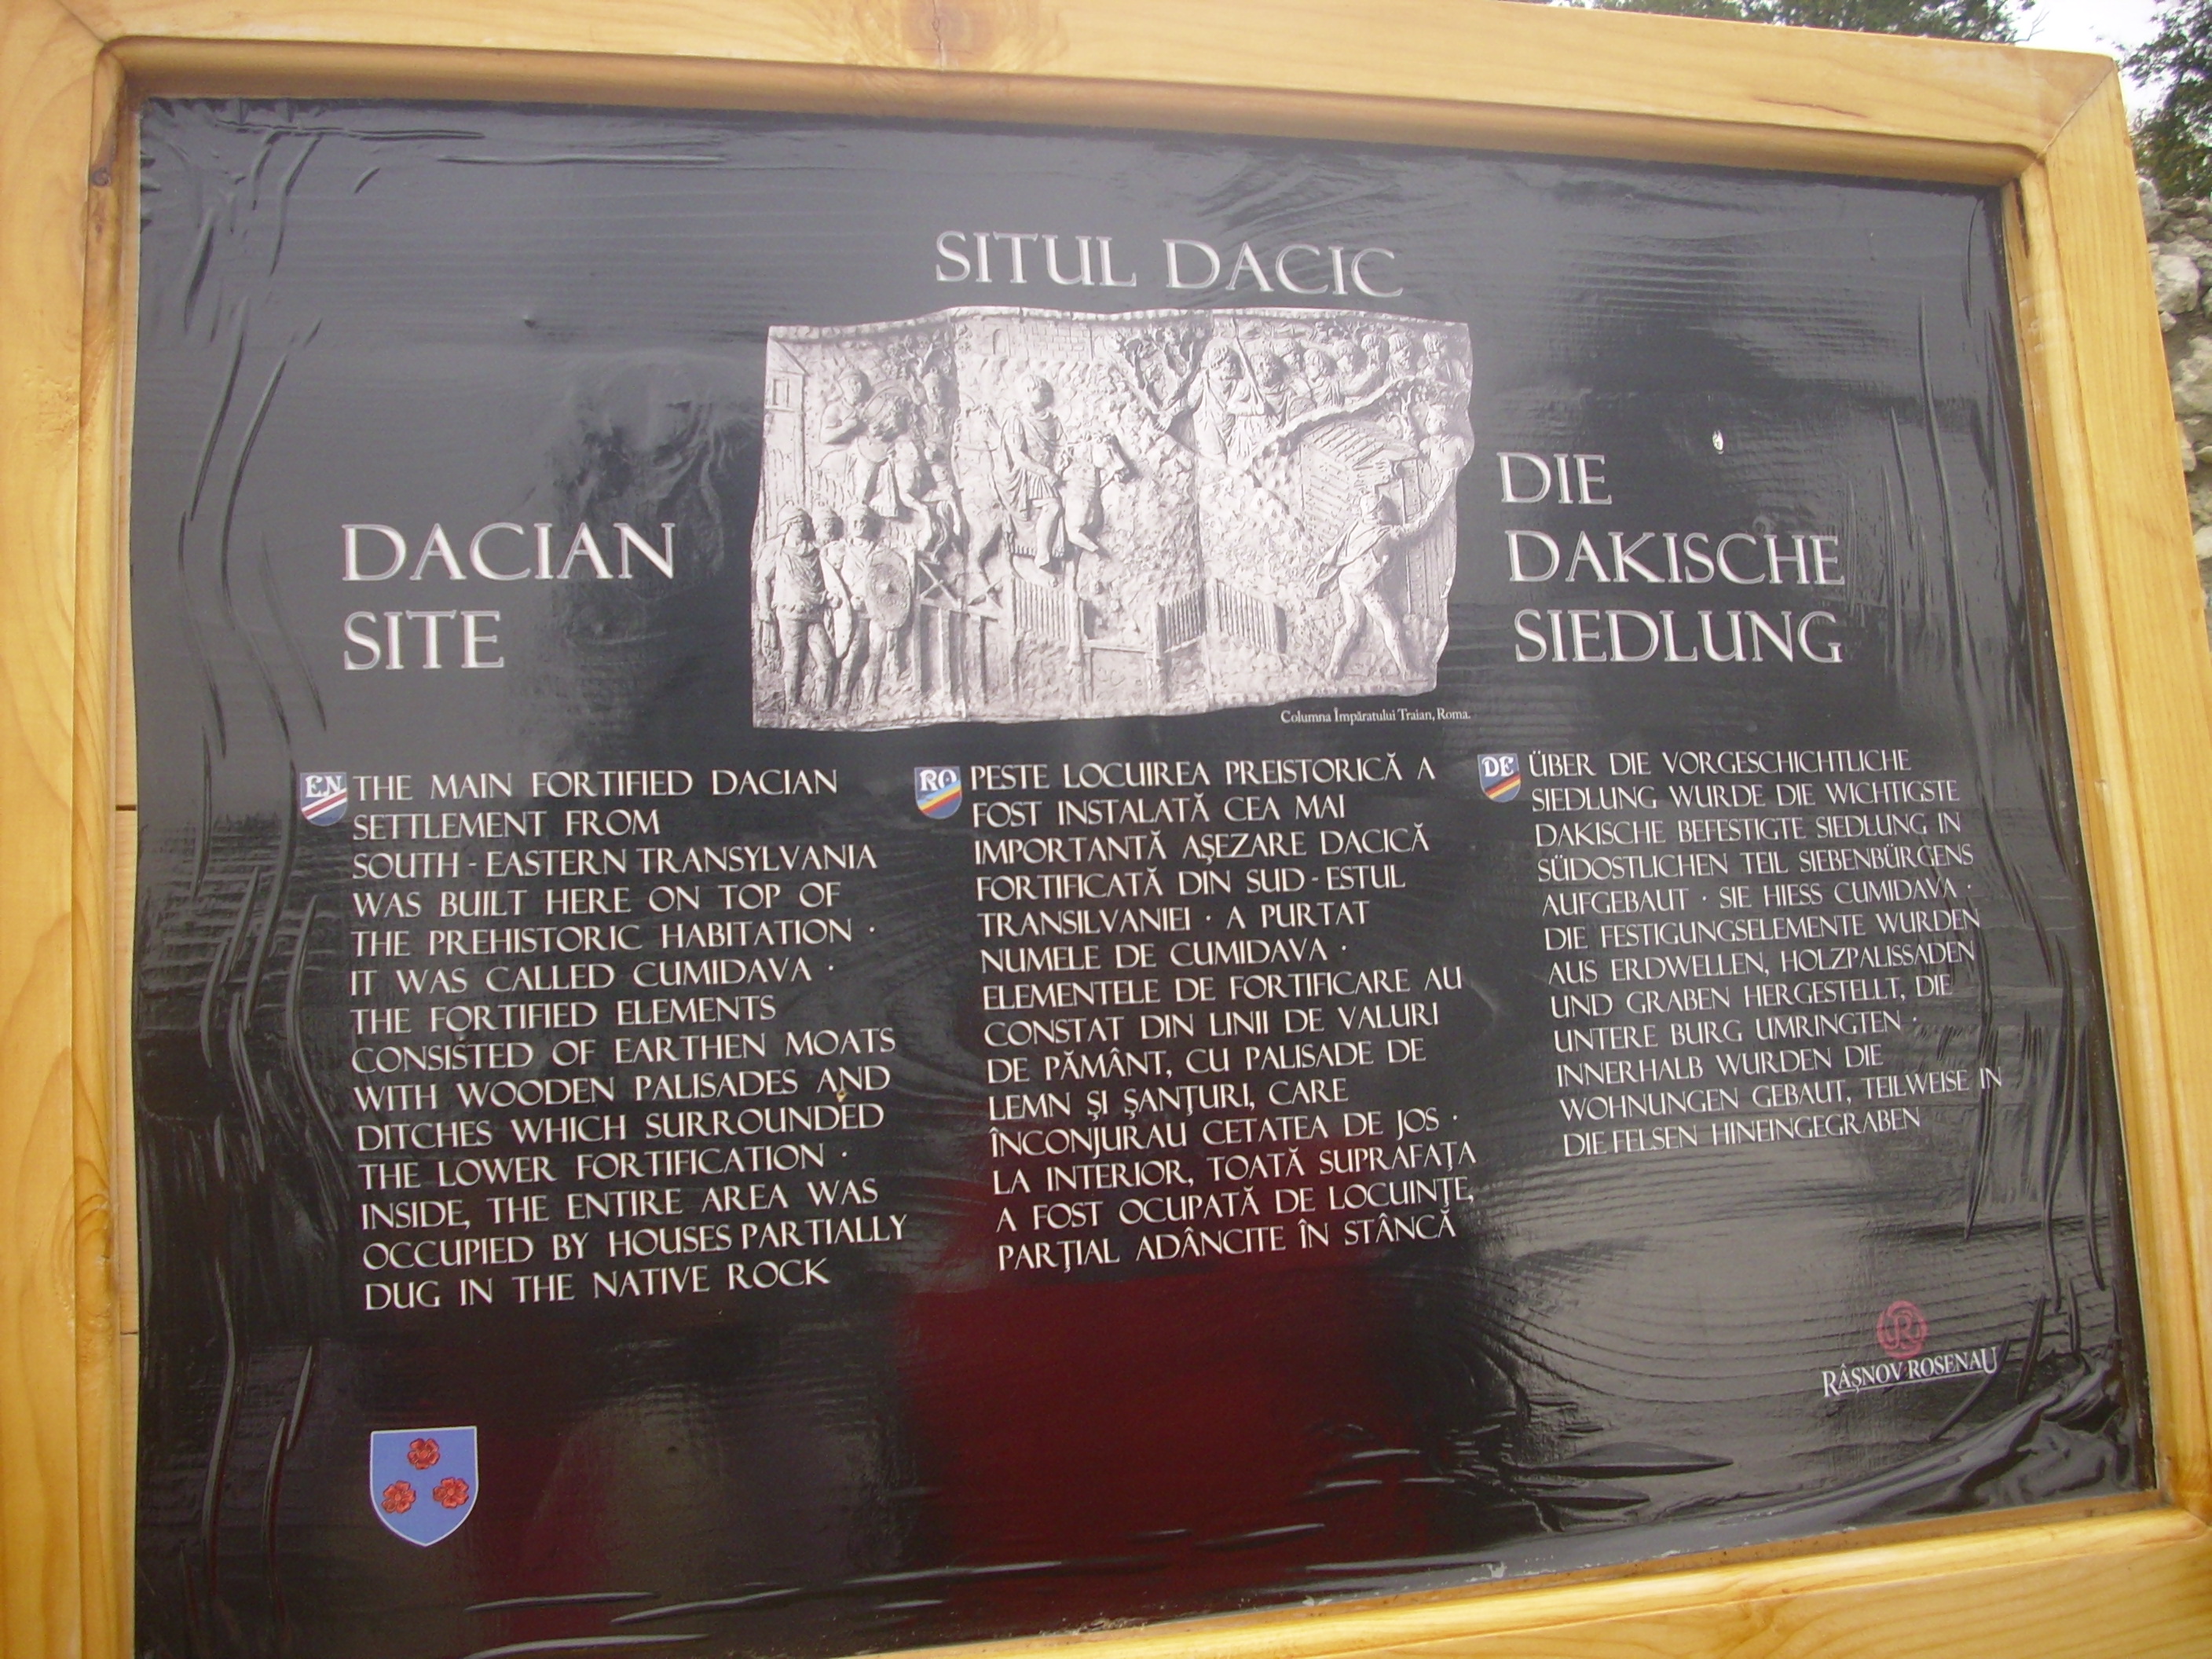 SITUL DACIC
DACIAN
SITE
DIE
DAKISCHE
SIEDLUNG
Columna Împăratului Traian, Roma.
EN
THE MAIN FORTIFIED DACIAN
SETTLEMENT FROM
SOUTH - EASTERN TRANSYLVANIA
WAS BUILT HERE ON TOP OF
THE PREHISTORIC HABITATION ·
IT WAS CALLED CUMIDAVA ·
THE FORTIFIED ELEMENTS
CONSISTED OF EARTHEN MOATS
WITH WOODEN PALISADES AND
DITCHES WHICH SURROUNDED
THE LOWER FORTIFICATION ·
INSIDE, THE ENTIRE AREA WAS
OCCUPIED BY HOUSES PARTIALLY
DUG IN THE NATIVE ROCK
RO
PESTE LOCUIREA PREISTORICĂ A
FOST INSTALATĂ CEA MAI
IMPORTANTĂ AŞEZARE DACICĂ
FORTIFICATĂ DIN SUD - ESTUL
TRANSILVANIEI · A PURTAT
NUMELE DE CUMIDAVA ·
ELEMENTELE DE FORTIFICARE AU
CONSTAT DIN LINII DE VALURI
DE PĂMÂNT, CU PALISADE DE
LEMN ŞI ŞANŢURI, CARE
ÎNCONJURAU CETATEA DE JOS ·
LA INTERIOR, TOATĂ SUPRAFAŢA
A FOST OCUPATĂ DE LOCUINŢE,
PARŢIAL ADÂNCITE ÎN STÂNCĂ
DE
ÜBER DIE VORGESCHICHTLICHE
SIEDLUNG WURDE DIE WICHTIGSTE
DAKISCHE BEFESTIGTE SIEDLUNG IN
SÜDOSTLICHEN TEIL SIEBENBÜRGENS
AUFGEBAUT · SIE HIESS CUMIDAVA ·
DIE FESTIGUNGSELEMENTE WURDEN
AUS ERDWELLEN, HOLZPALISSADEN
UND GRABEN HERGESTELLT, DIE
UNTERE BURG UMRINGTEN ·
INNERHALB WURDEN DIE
WOHNUNGEN GEBAUT, TEILWEISE IN
DIE FELSEN HINEINGEGRABEN
R
RÂŞNOV ROSENAU